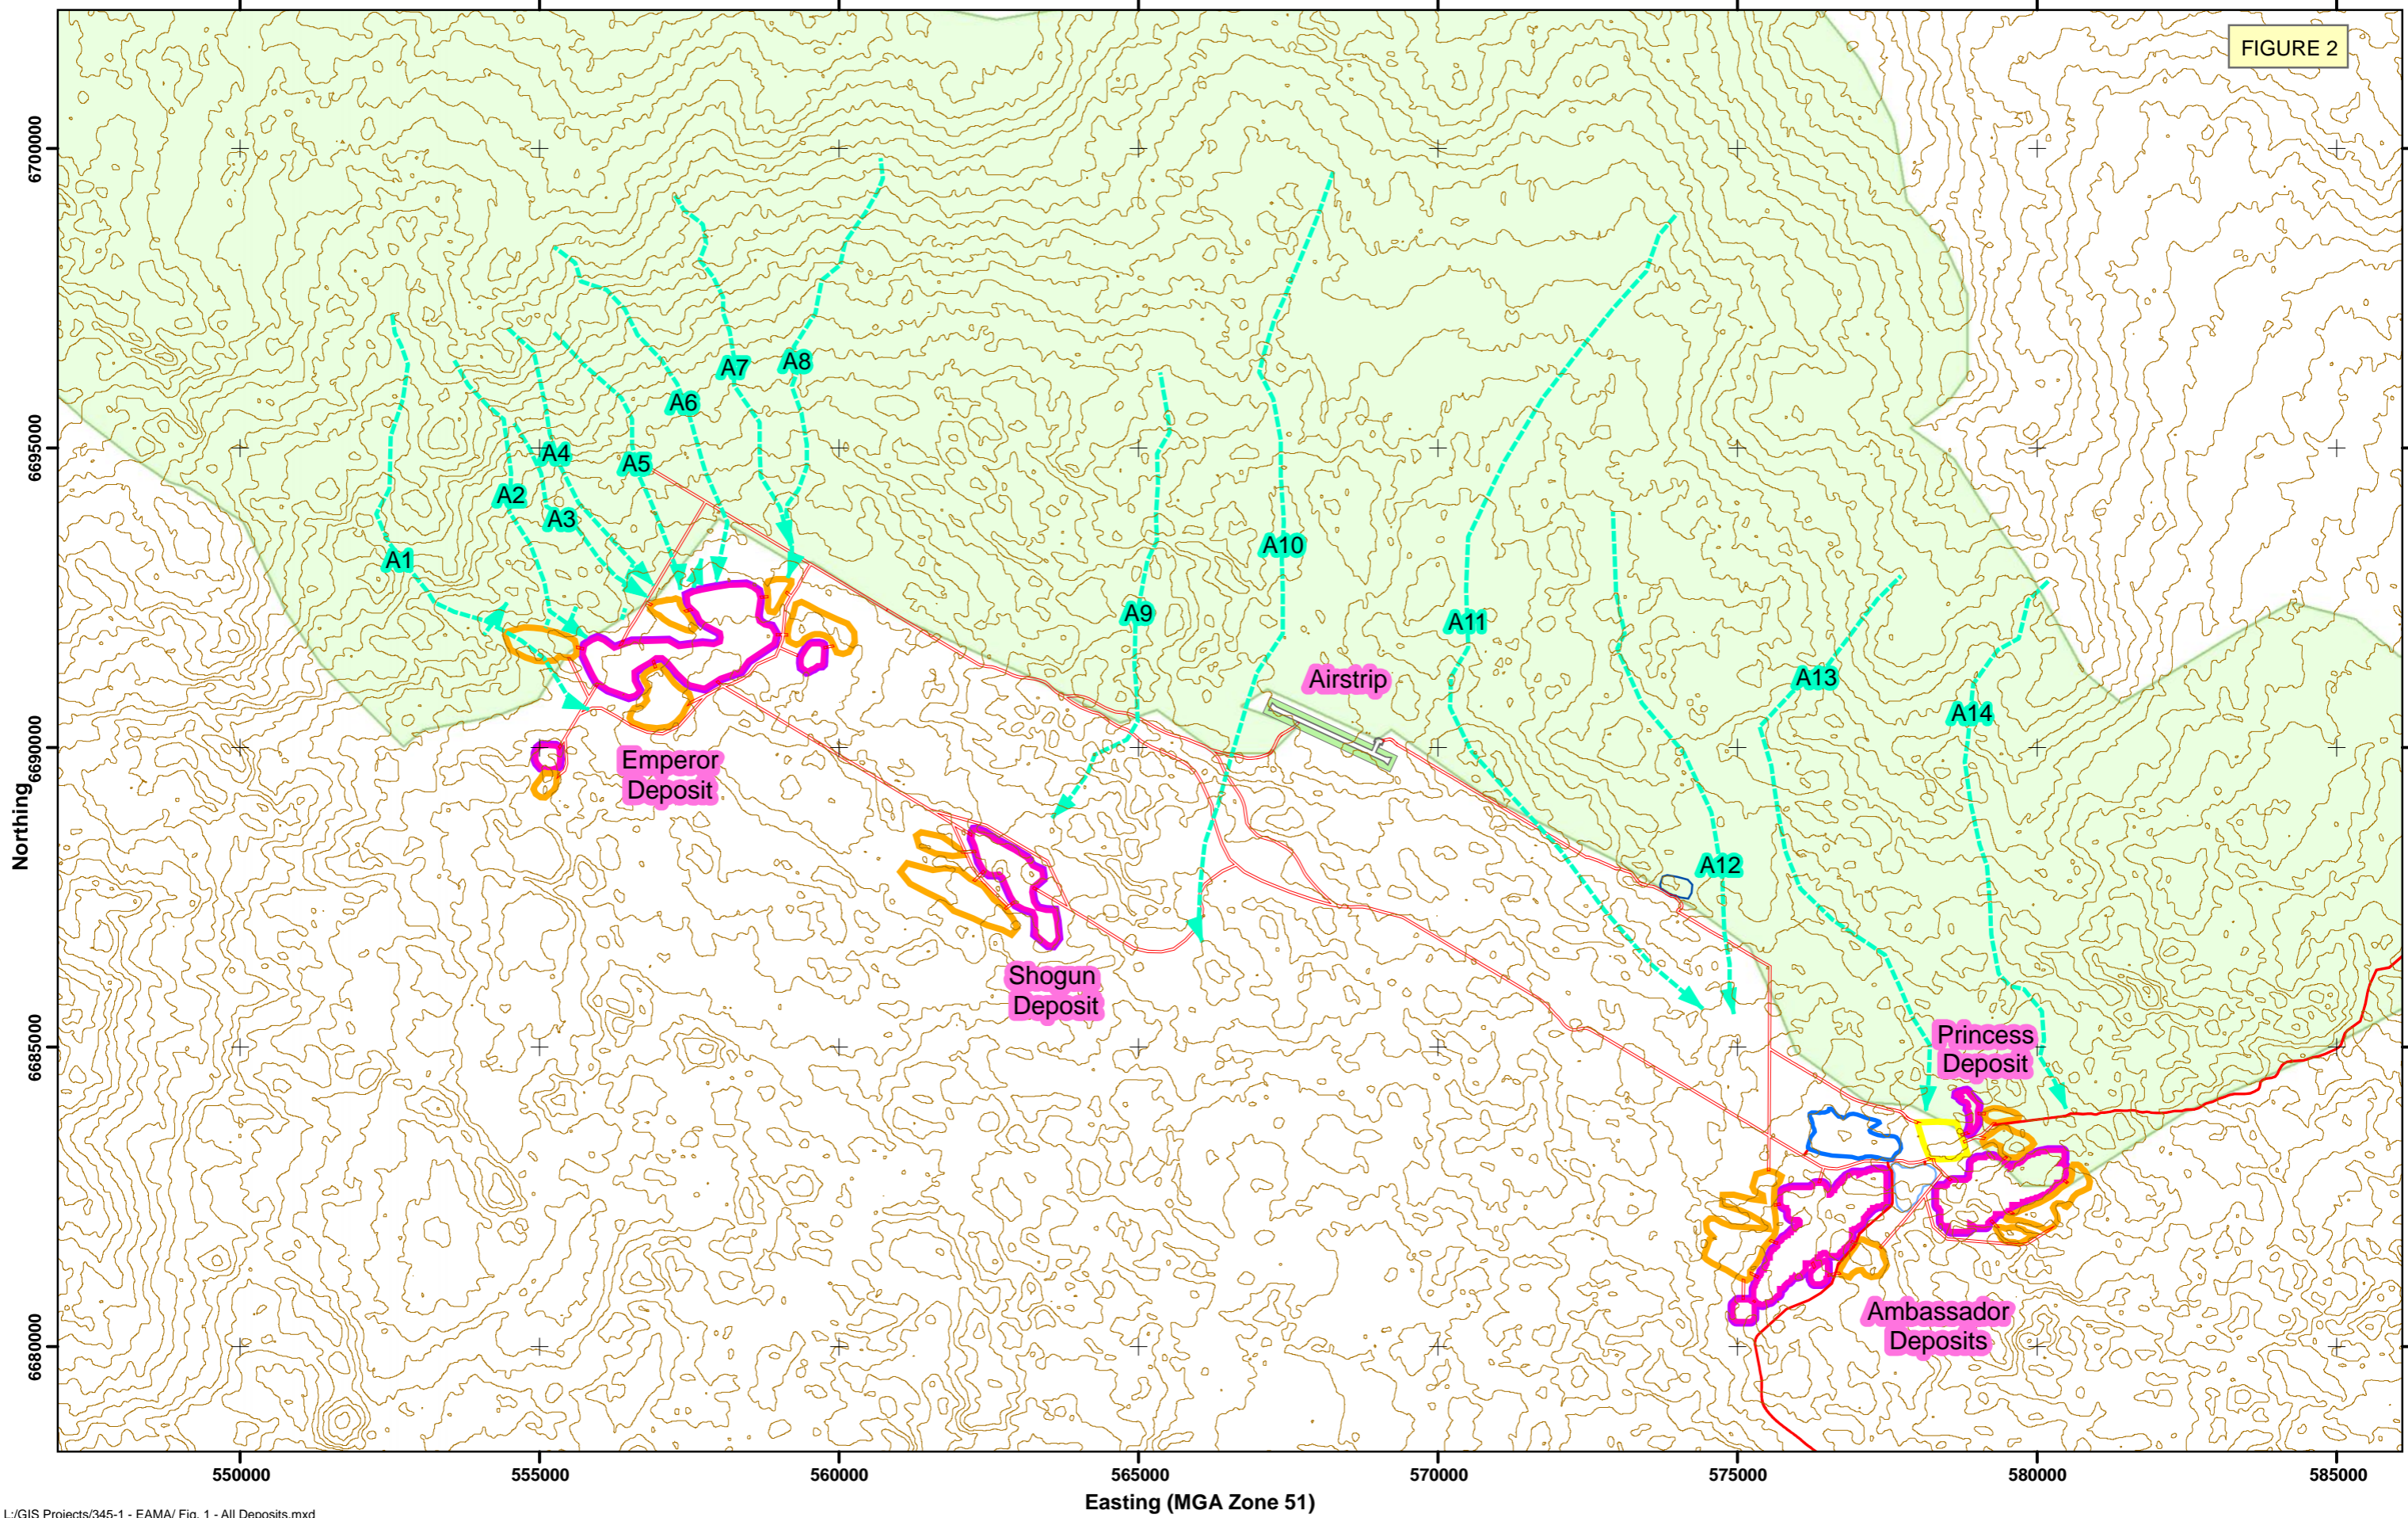 FIGURE 2
6700000
6695000
6690000
6685000
6680000
Northing
A1
A2
A3
A4
A5
A6
A7
A8
A9
A10
A11
A12
A13
A14
Airstrip
Emperor
Deposit
Shogun
Deposit
Princess
Deposit
Ambassador
Deposits
550000
555000
560000
565000
570000
575000
580000
585000
Easting (MGA Zone 51)
L:/GIS Projects/345-1 - EAMA/ Fig. 1 - All Deposits.mxd